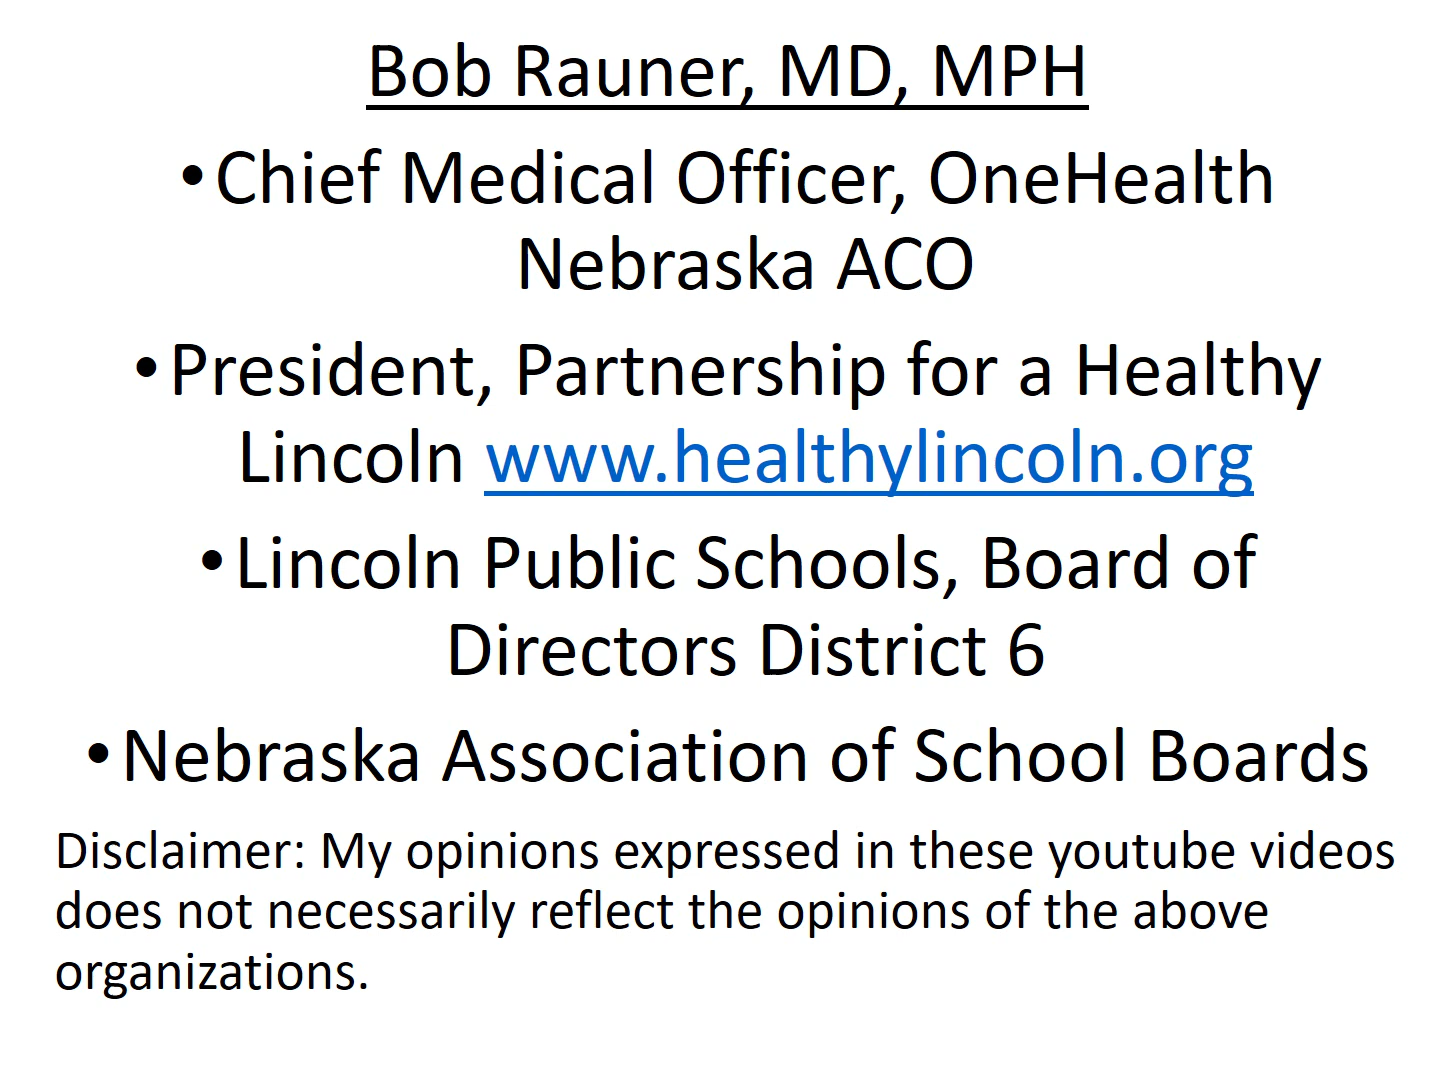 Bob Rauner, MD, MPH
•Chief Medical Officer, OneHealth
Nebraska ACO
•President, Partnership for a Healthy
Lincoln www.healthylincoln.org
•Lincoln Public Schools, Board of
Directors District 6
•Nebraska Association of School Boards
Disclaimer: My opinions expressed in these youtube videos
does not necessarily reflect the opinions of the above
organizations.